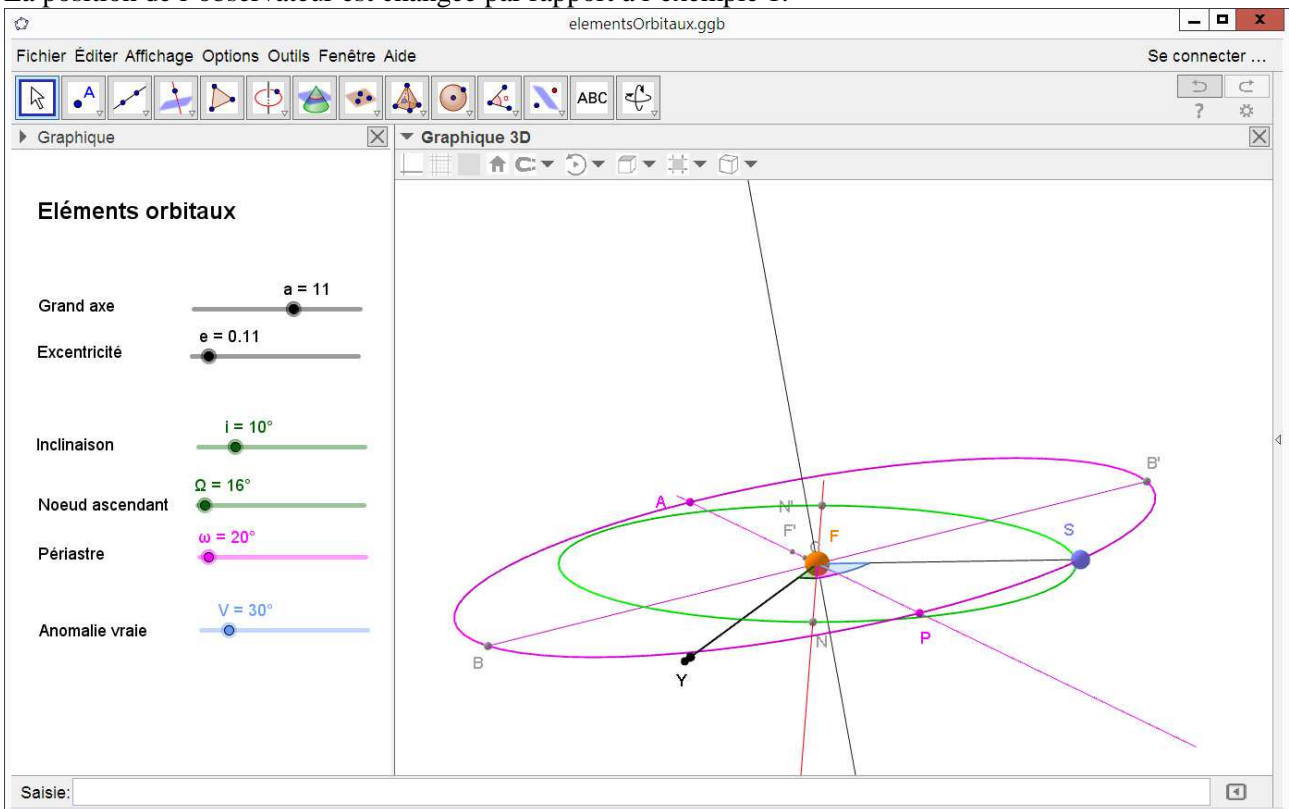 La position de l'observateur est changée par rapport à l'exemple 1.
elementsOrbitaux.ggb
Fichier Éditer Affichage Options Outils Fenêtre Aide
Se connecter ...
A
ABC
?
Graphique
Graphique 3D
Eléments orbitaux
a = 11
Grand axe
e = 0.11
Excentricité
i = 10°
Inclinaison
Ω = 16°
Noeud ascendant
ω = 20°
Périastre
V = 30°
Anomalie vraie
B'
A
N'
F'
F
S
N
P
B
Y
Saisie: